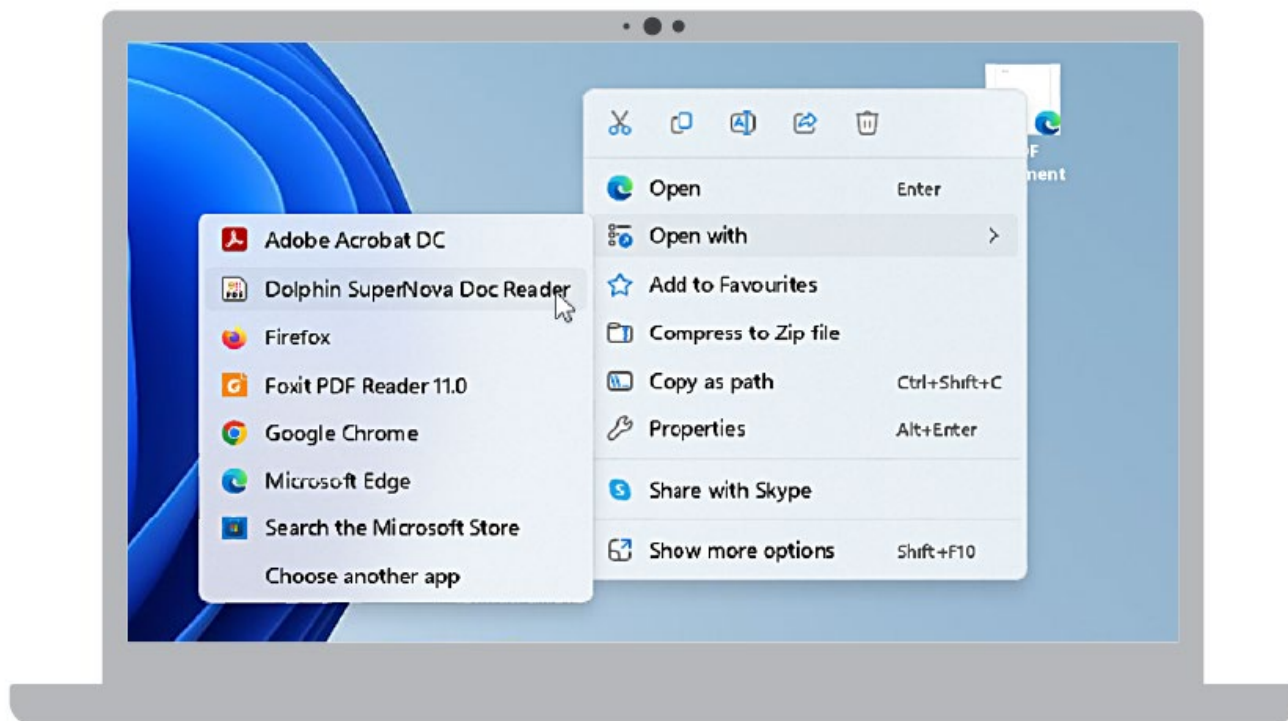 Open Enter
Open with
Add to Favourites
Compress to Zip file
Copy as path Ctrl+Shift+C
Properties Alt+Enter
Share with Skype
Show more options Shift+F10
Adobe Acrobat DC
Dolphin SuperNova Doc Reader
Firefox
Foxit PDF Reader 11.0
Google Chrome
Microsoft Edge
Search the Microsoft Store
Choose another app